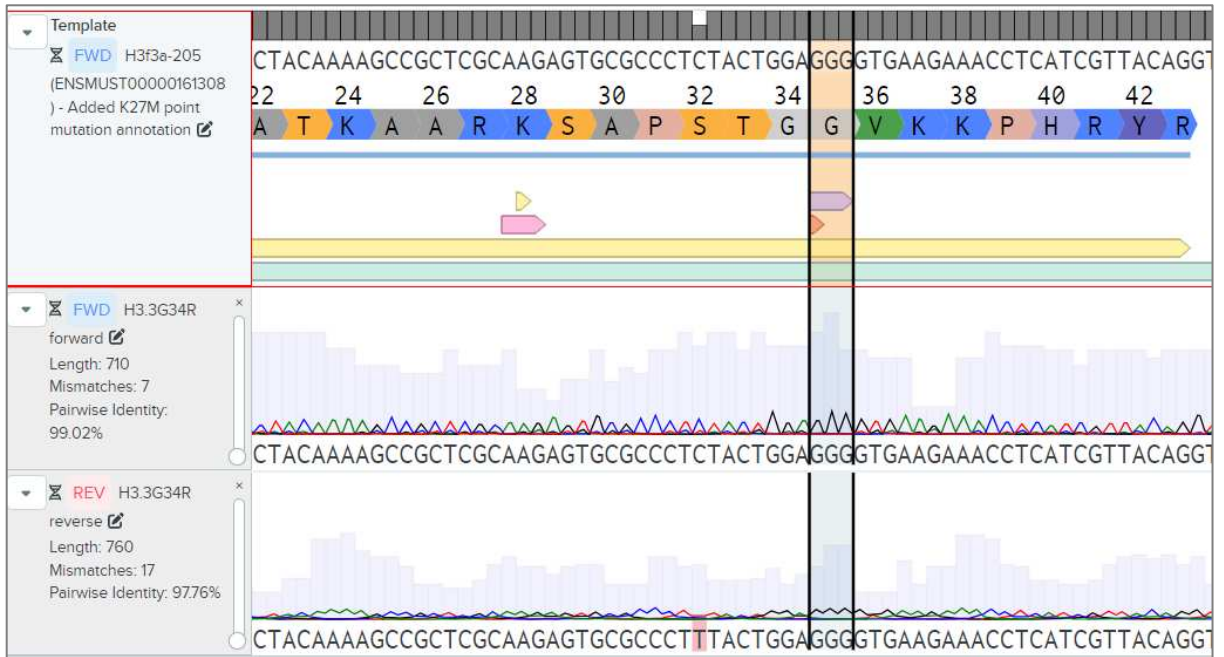 Template
FWD H3f3a-205
(ENSMUST00000161308
) - Added K27M point
mutation annotation
CTACAAAAGCCGCTCGCAAGAGTGCGCCCTCTACTGGAGGGGTGAAGAAACCTCATCGTTACAGGT
22 24 26 28 30 32 34 36 38 40 42
A T K A A R K S A P S T G G V K K P H R Y R
FWD H3.3G34R
forward
Length: 710
Mismatches: 7
Pairwise Identity:
99.02%
CTACAAAAGCCGCTCGCAAGAGTGCGCCCTCTACTGGAGGGGTGAAGAAACCTCATCGTTACAGGT
REV H3.3G34R
reverse
Length: 760
Mismatches: 17
Pairwise Identity: 97.76%
CTACAAAAGCCGCTCGCAAGAGTGCGCCCTTTACTGGAGGGGTGAAGAAACCTCATCGTTACAGGT